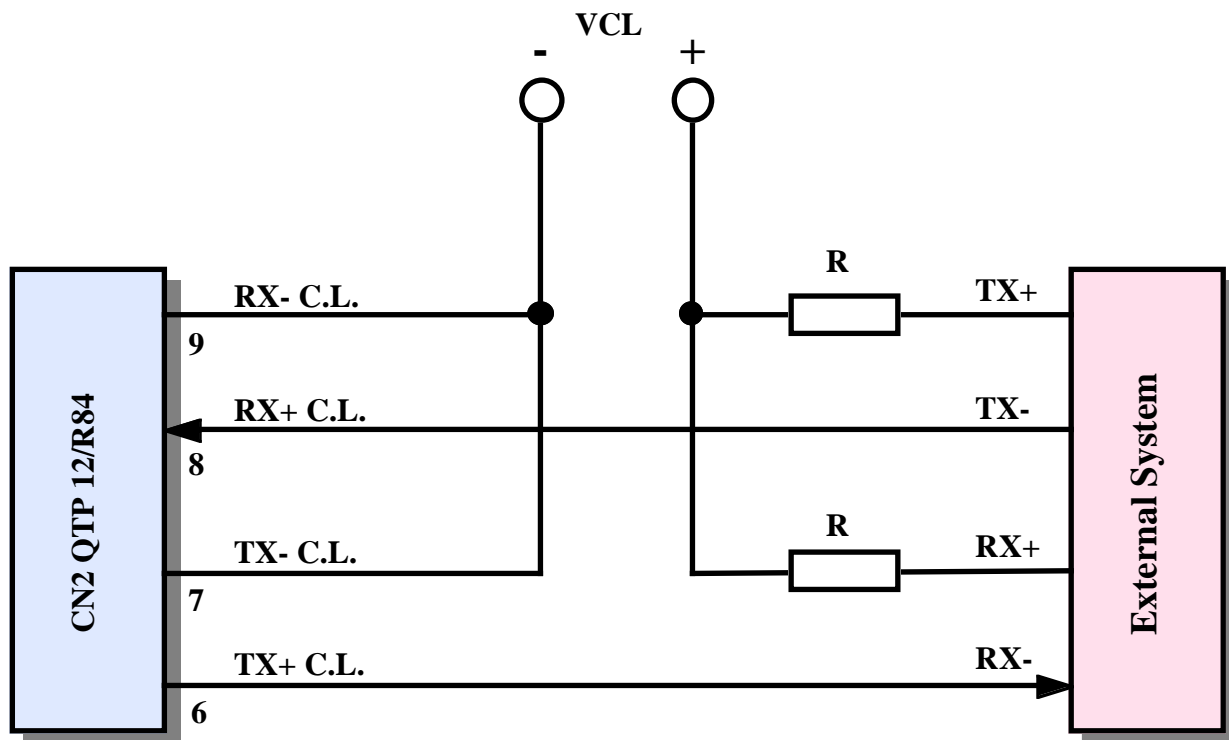 VCL
- +
R
RX- C.L.
TX+
9
RX+ C.L.
TX-
8
R
TX- C.L.
RX+
7
TX+ C.L.
RX-
6
CN2 QTP 12/R84
External System